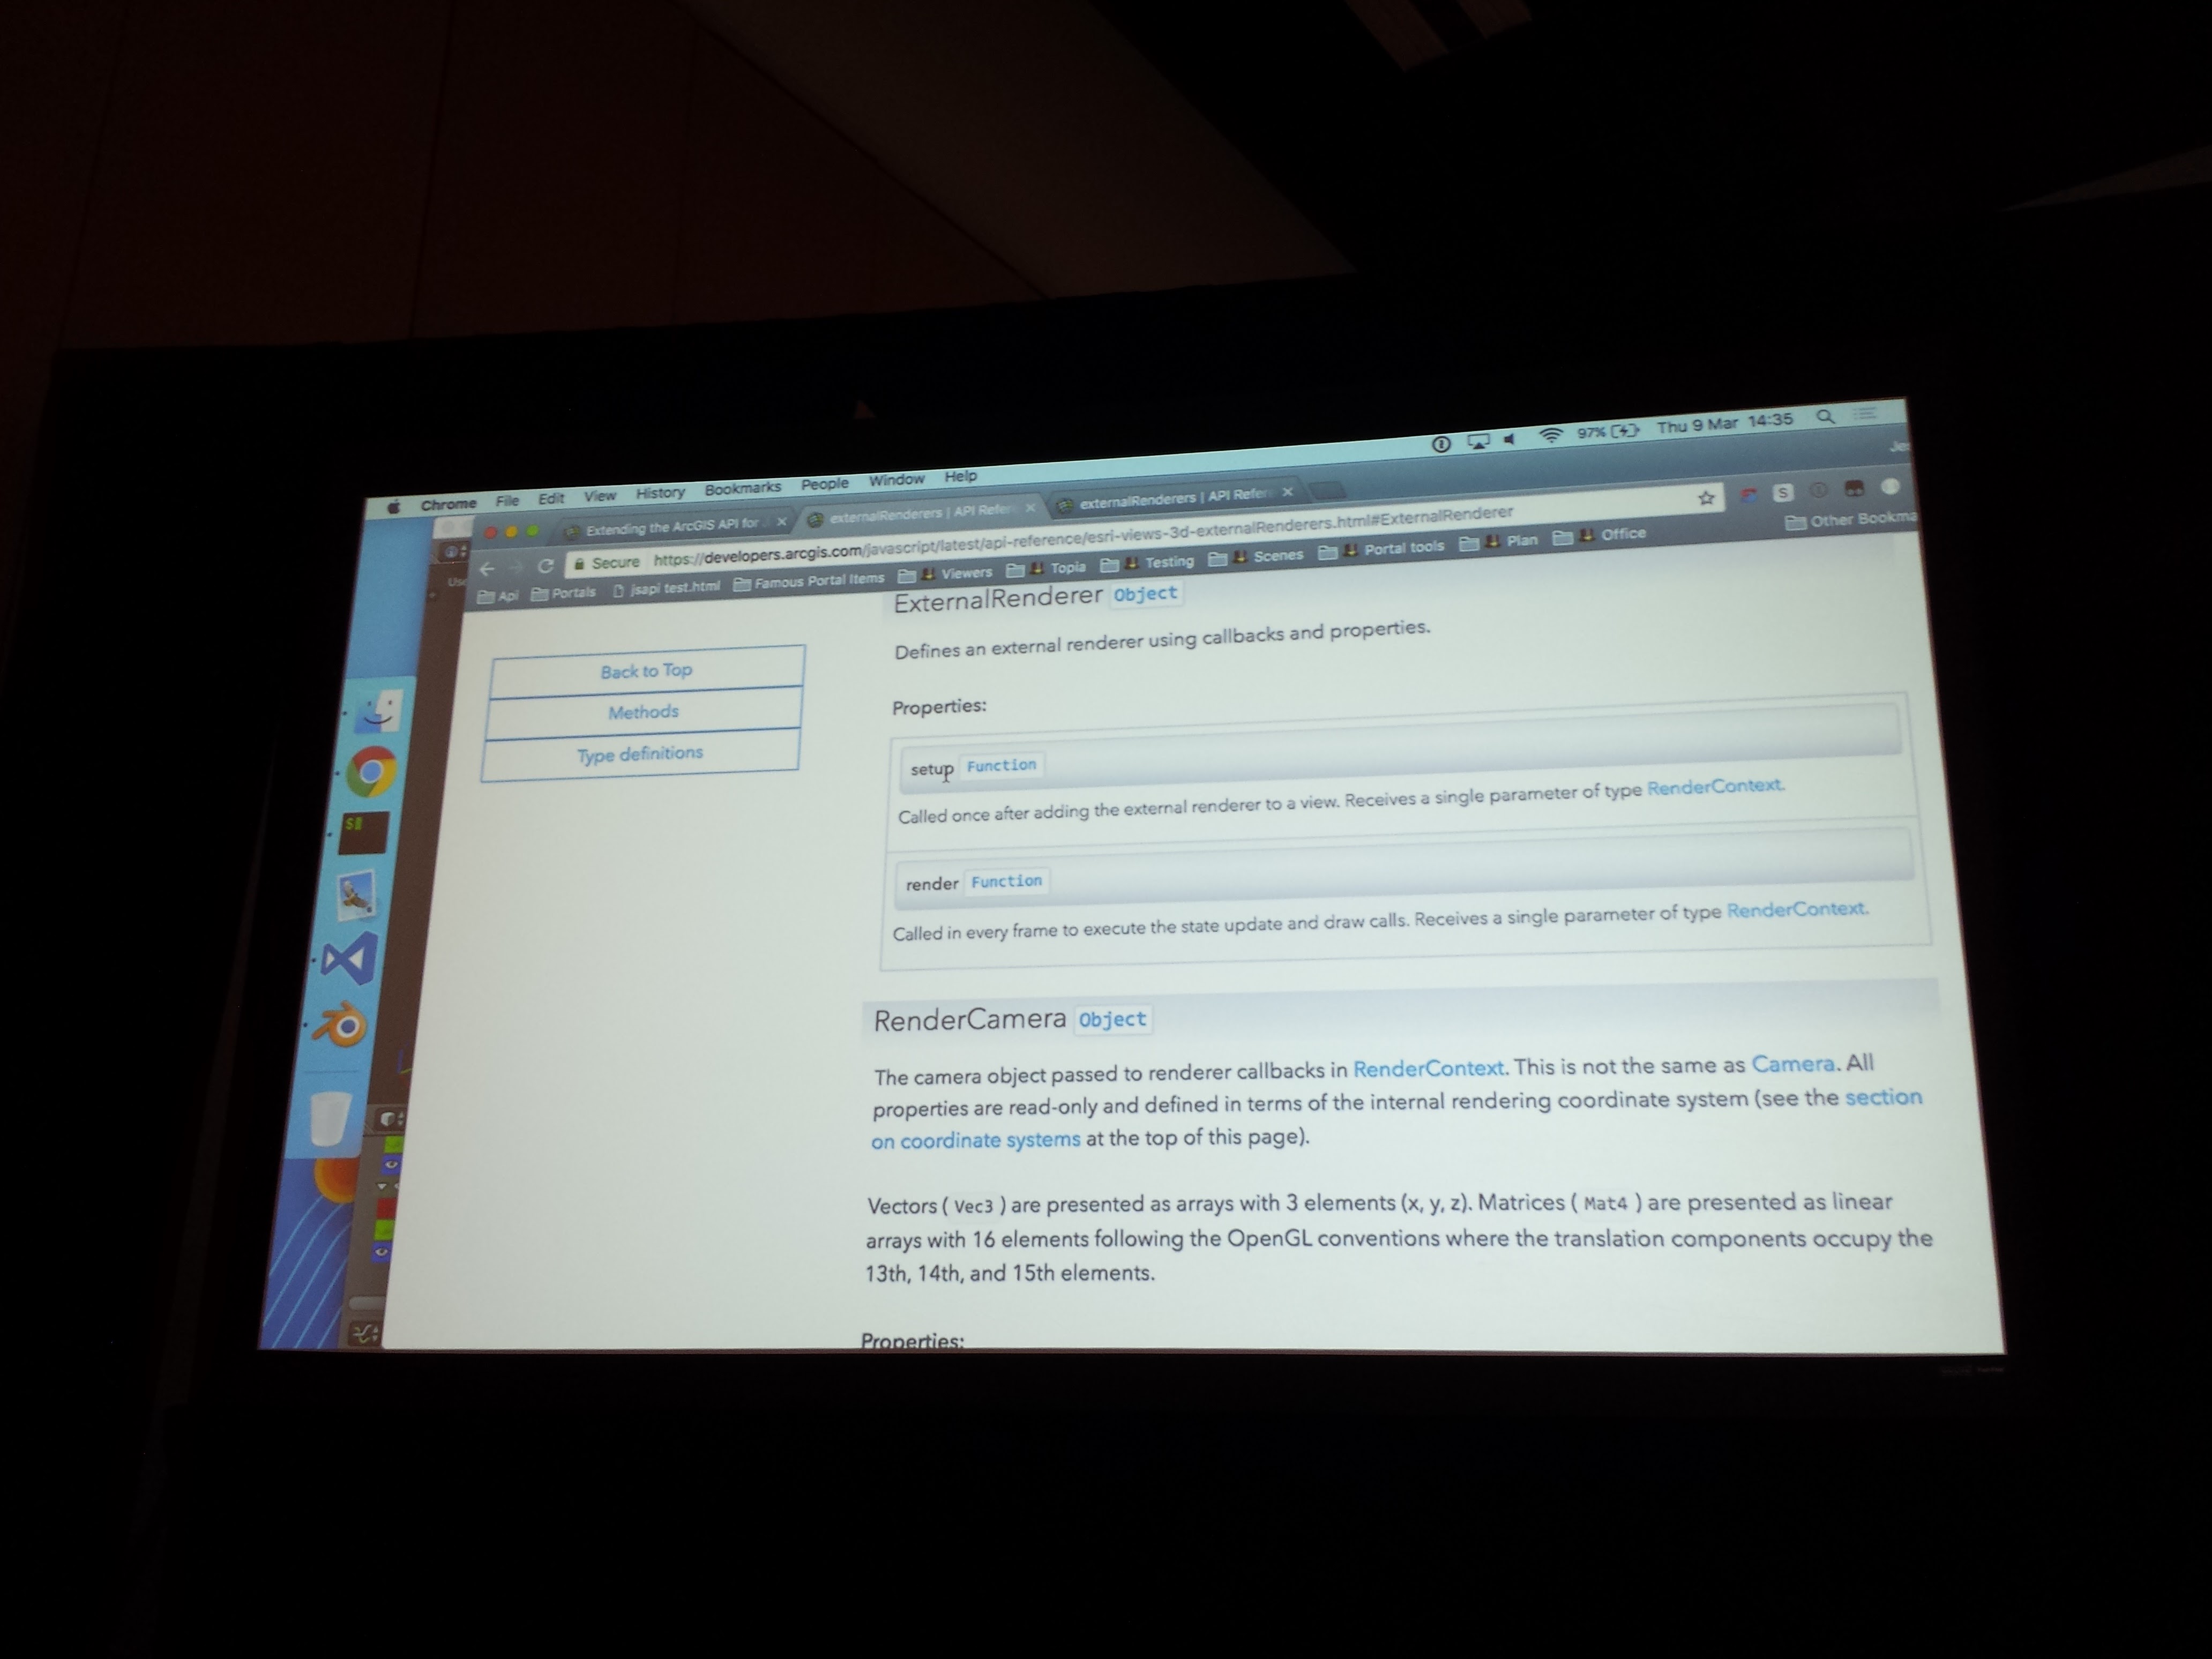 Chrome File Edit View History Bookmarks People Window Help 97% Thu 9 Mar 14:35
Extending the ArcGIS API for externalRenderers | API Refer externalRenderers | API Refer
Secure https://developers.arcgis.com/javascript/latest/api-reference/esri-views-3d-externalRenderers.html#ExternalRenderer
Api Portals jsapi test.html Famous Portal Items Viewers Topia Testing Scenes Portal tools Plan Office Other Bookma
Back to Top
Methods
Type definitions
ExternalRenderer Object
Defines an external renderer using callbacks and properties.
Properties:
setup Function
Called once after adding the external renderer to a view. Receives a single parameter of type RenderContext.
render Function
Called in every frame to execute the state update and draw calls. Receives a single parameter of type RenderContext.
RenderCamera Object
The camera object passed to renderer callbacks in RenderContext. This is not the same as Camera. All
properties are read-only and defined in terms of the internal rendering coordinate system (see the section
on coordinate systems at the top of this page).
Vectors ( Vec3 ) are presented as arrays with 3 elements (x, y, z). Matrices ( Mat4 ) are presented as linear
arrays with 16 elements following the OpenGL conventions where the translation components occupy the
13th, 14th, and 15th elements.
Properties: